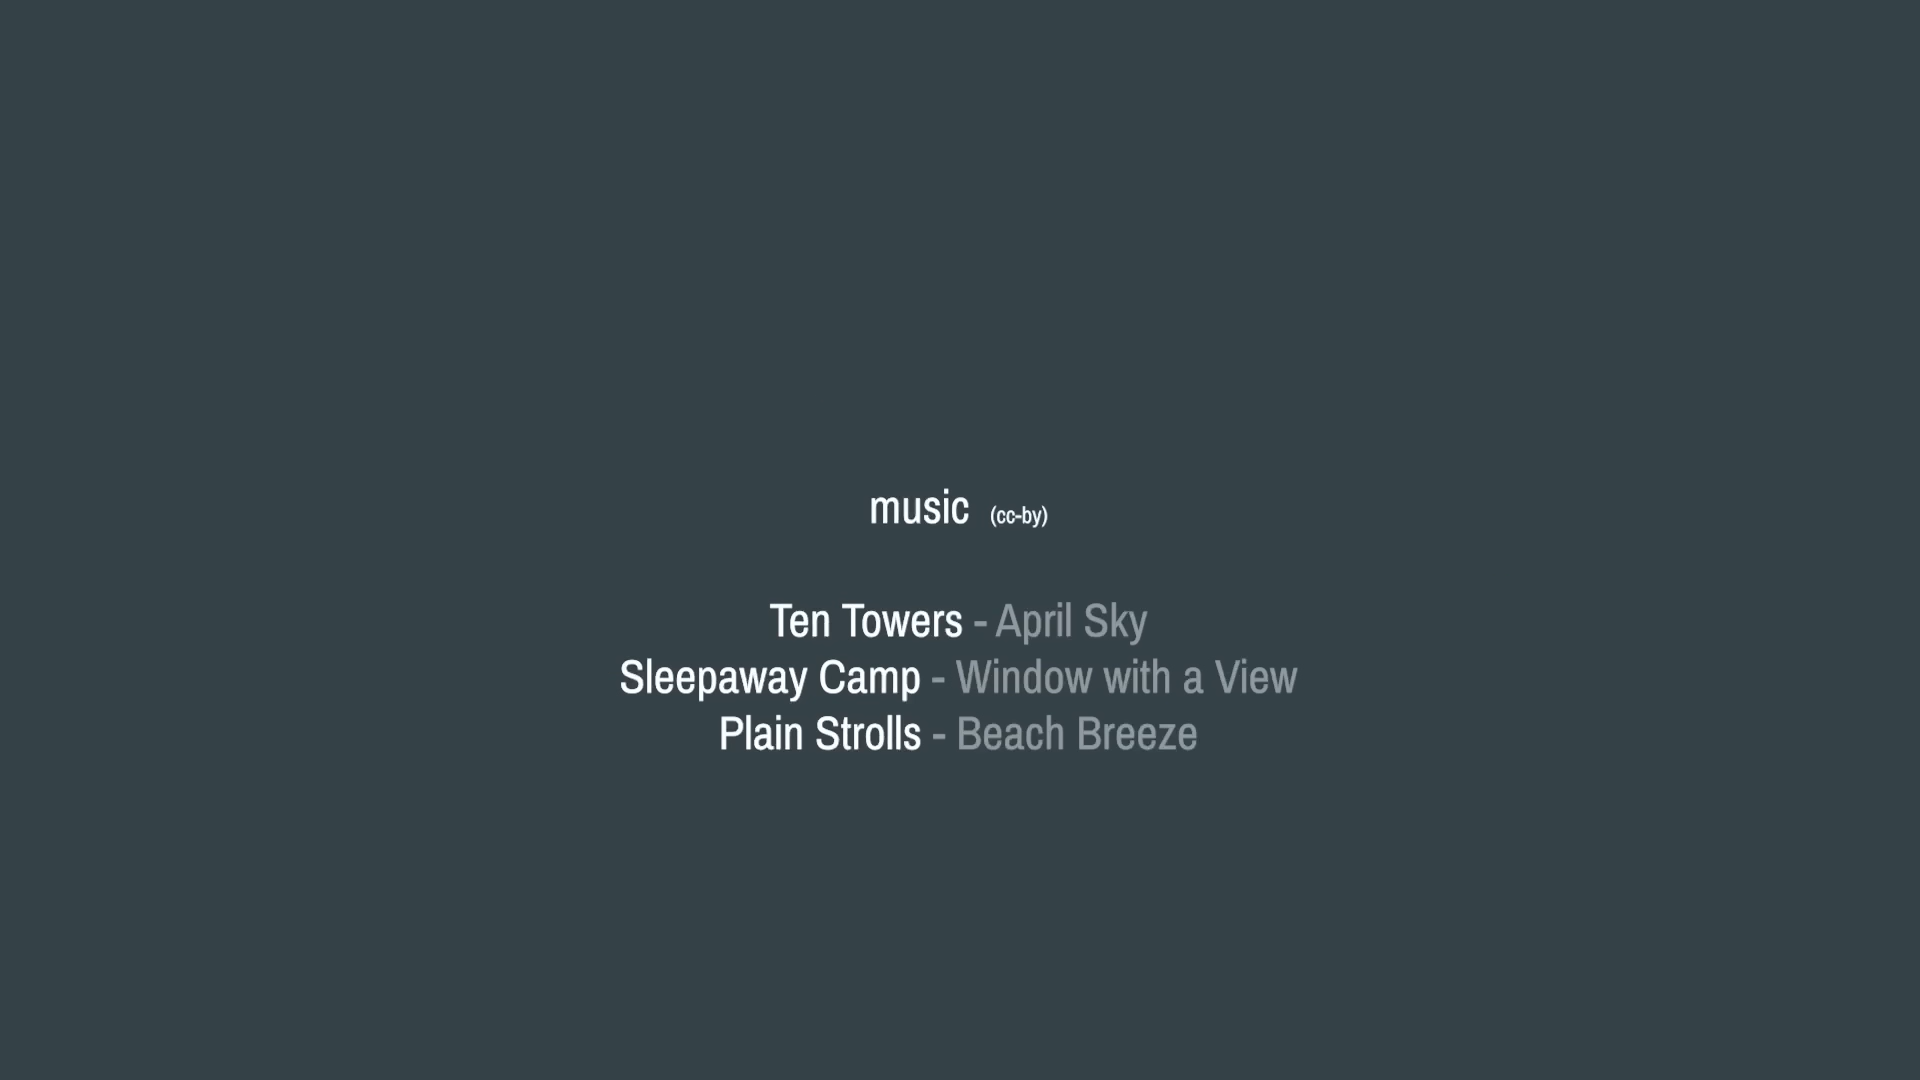 music (cc-by)
Ten Towers - April Sky
Sleepaway Camp - Window with a View
Plain Strolls - Beach Breeze